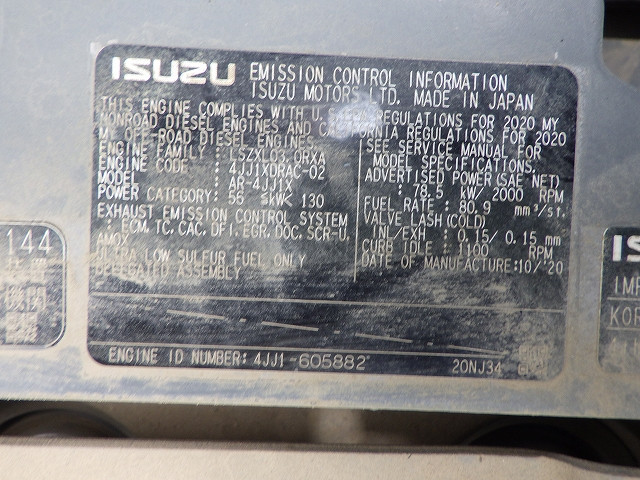 ISUZU EMISSION CONTROL INFORMATION
ISUZU MOTORS LTD. MADE IN JAPAN
THIS ENGINE COMPLIES WITH U. REGULATIONS FOR 2020 MY
NONROAD DIESEL ENGINES AND CALIFORNIA REGULATIONS FOR 2020
MY OFF-ROAD DIESEL ENGINES.
ENGINE FAMILY : LSZXL03.0RXA
ENGINE CODE : 4JJ1XDRAC-02
MODEL : AR-4JJ1X
POWER CATEGORY: 56 ≤kW< 130
EXHAUST EMISSION CONTROL SYSTEM
: ECM, TC, CAC, DFI, EGR, DOC, SCR-U,
AMOX
ULTRA LOW SULFUR FUEL ONLY
DELEGATED ASSEMBLY
SEE SERVICE MANUAL FOR
MODEL SPECIFICATIONS.
ADVERTISED POWER(SAE NET)
: 78.5 kW/ 2000 RPM
FUEL RATE: 80.9 mm³/st.
VALVE LASH(COLD)
INL/EXH : 0.15/ 0.15 mm
CURB IDLE : 1100 RPM
DATE OF MANUFACTURE:10/'20
ENGINE ID NUMBER: 4JJ1-605882
20NJ34
144
IS
KOR